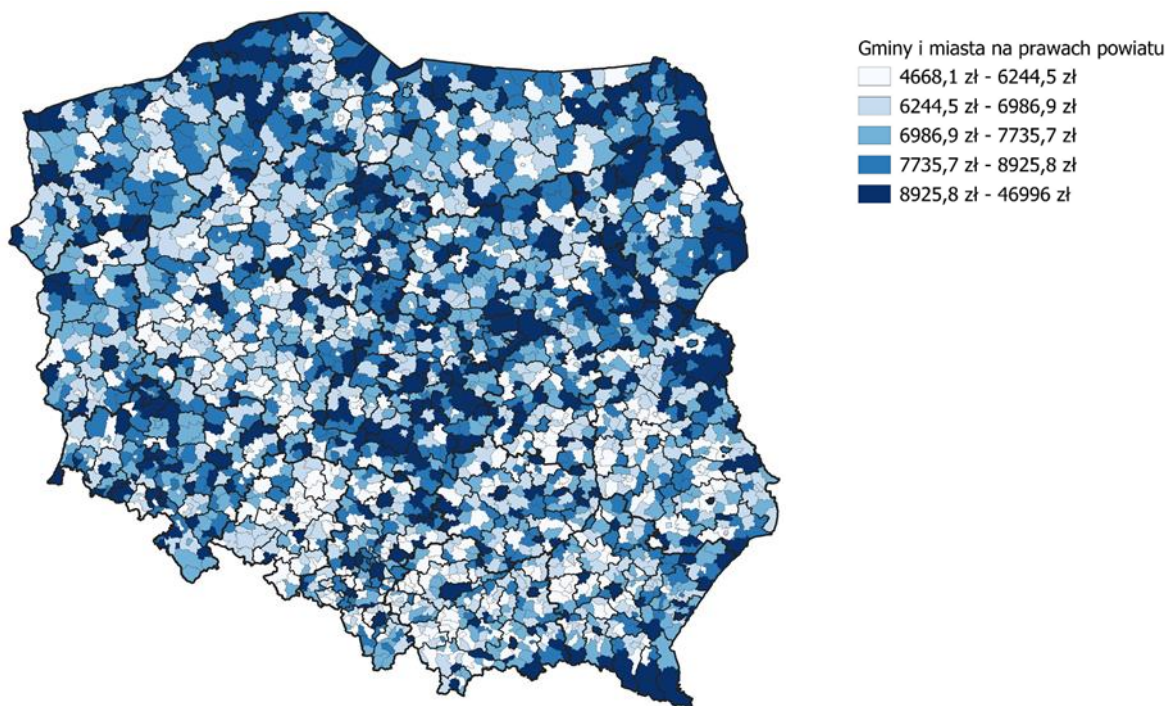 Gminy i miasta na prawach powiatu
4668,1 zł - 6244,5 zł
6244,5 zł - 6986,9 zł
6986,9 zł - 7735,7 zł
7735,7 zł - 8925,8 zł
8925,8 zł - 46996 zł